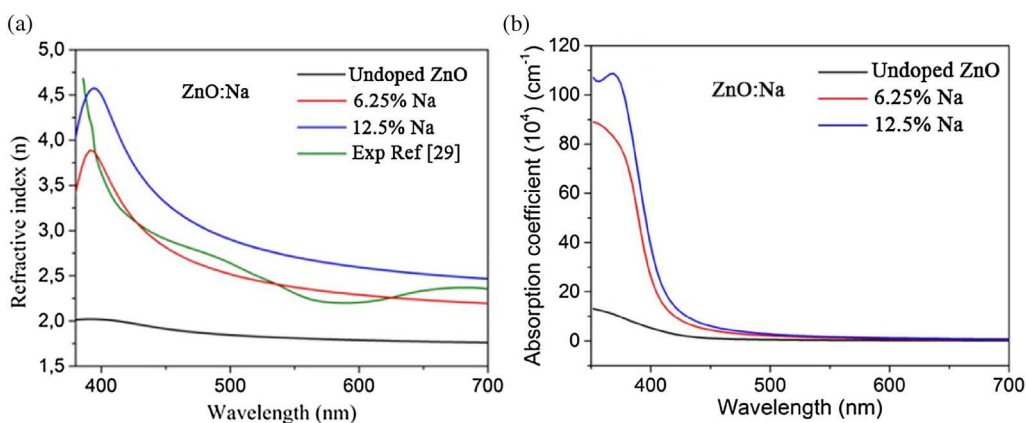 (a)
5,0
4,5
4,0
3,5
3,0
2,5
2,0
1,5
400
500
600
700
Refractive index (n)
Wavelength (nm)
ZnO:Na
Undoped ZnO
6.25% Na
12.5% Na
Exp Ref [29]
(b)
120
100
80
60
40
20
0
400
500
600
700
Absorption coefficient (10⁴) (cm⁻¹)
Wavelength (nm)
ZnO:Na
Undoped ZnO
6.25% Na
12.5% Na